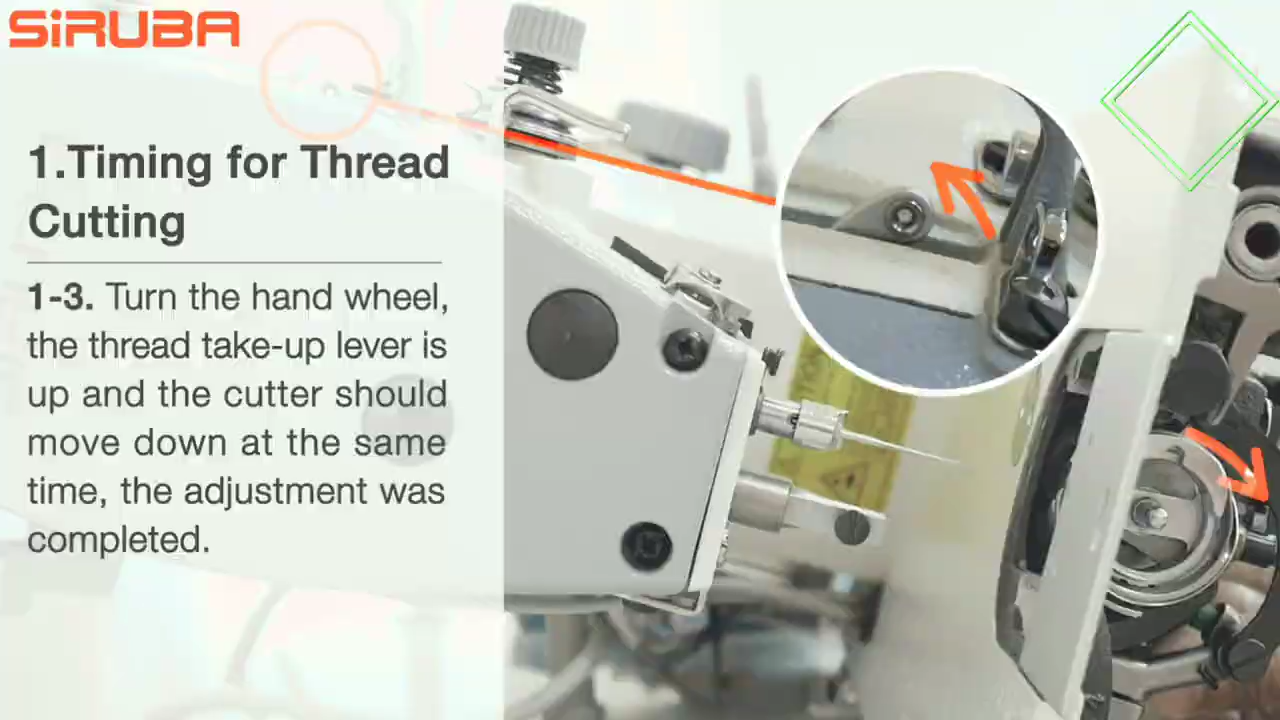 SiRUBA
1.Timing for Thread
Cutting
1-3. Turn the hand wheel,
the thread take-up lever is
up and the cutter should
move down at the same
time, the adjustment was
completed.